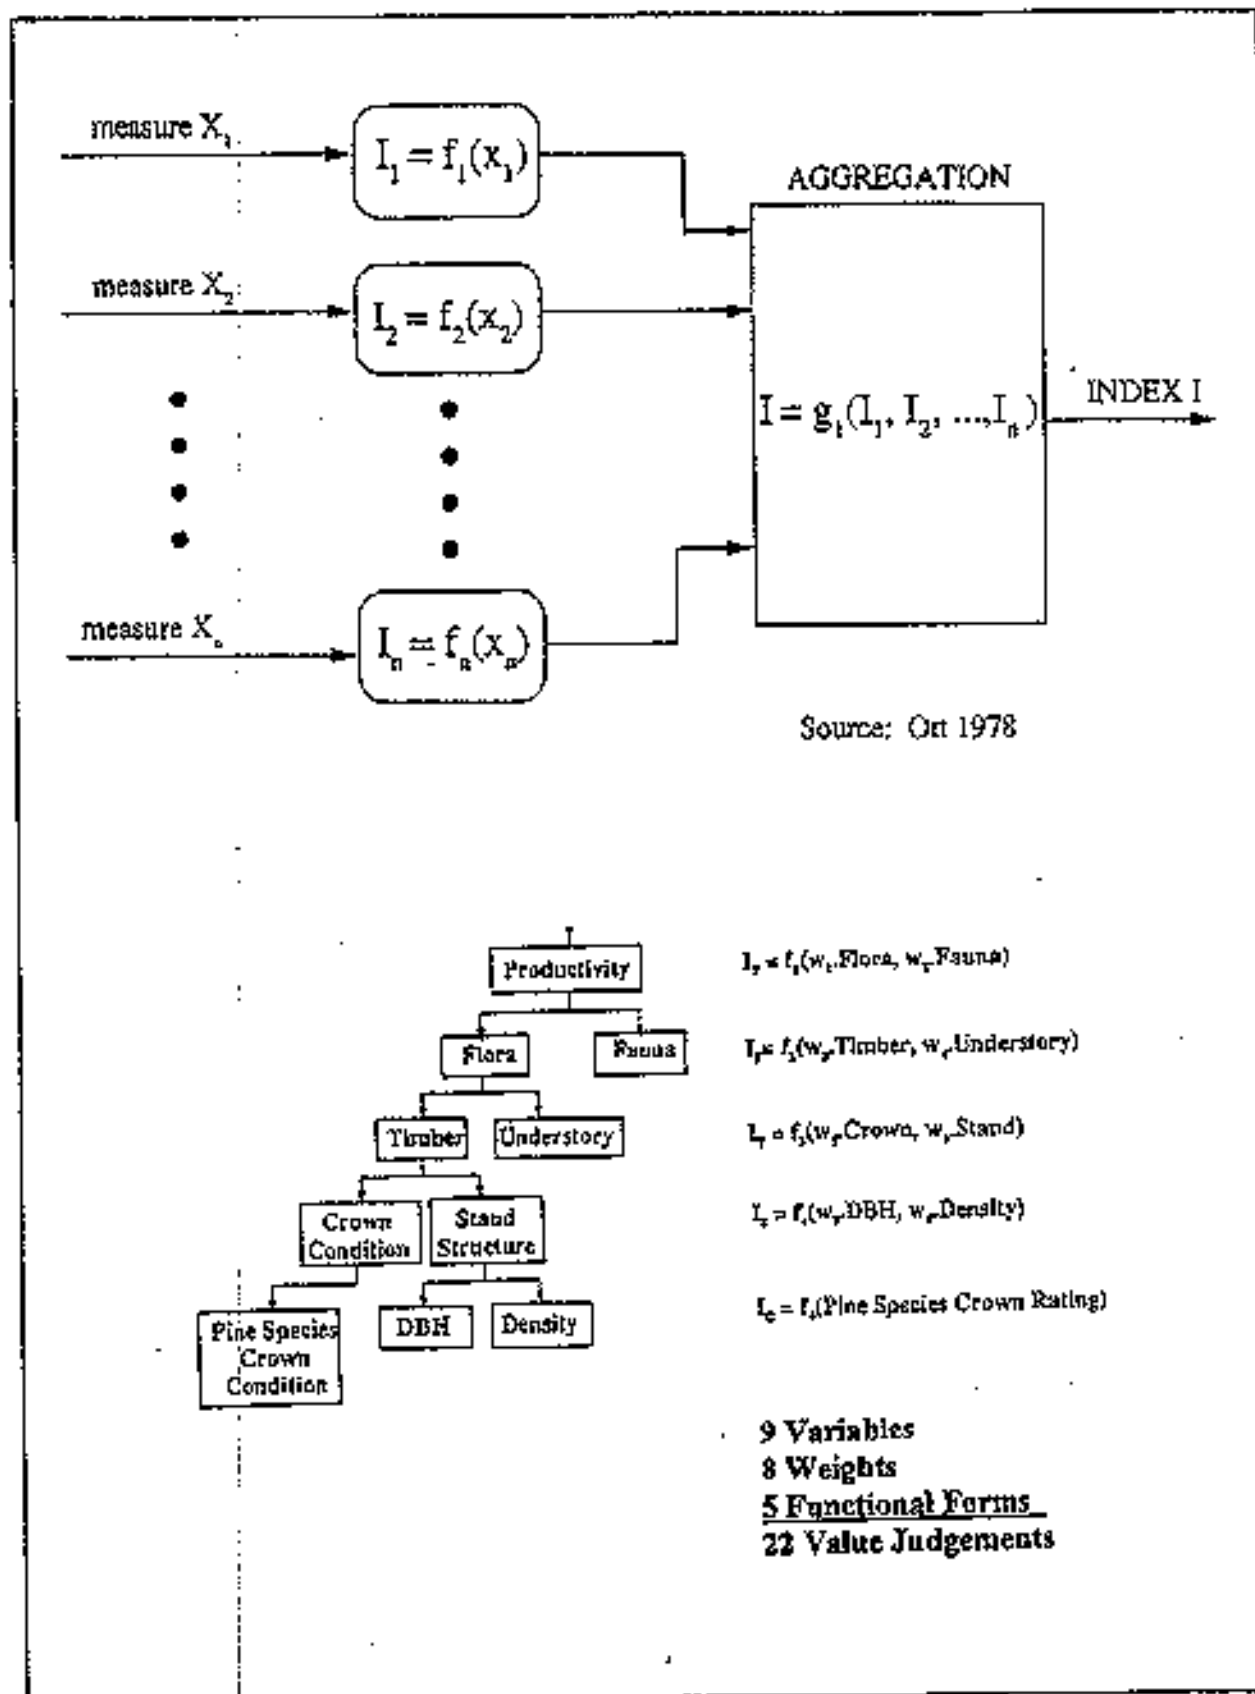 measure X₁
I₁ = f₁(x₁)
AGGREGATION
measure X₂
I₂ = f₂(x₂)
I = g₁(I₁, I₂, ...,Iₙ)
INDEX I
measure Xₙ
Iₙ = fₙ(xₙ)
Source: Ott 1978
Productivity
Flora
Fauna
Timber
Understory
Crown
Condition
Stand
Structure
Pine Species
Crown
Condition
DBH
Density
Flora, Fauna)
Timber, Understory)
Crown, Stand)
DBH, Density)
(Pine Species Crown Rating)
9 Variables
8 Weights
5 Functional Forms
22 Value Judgements